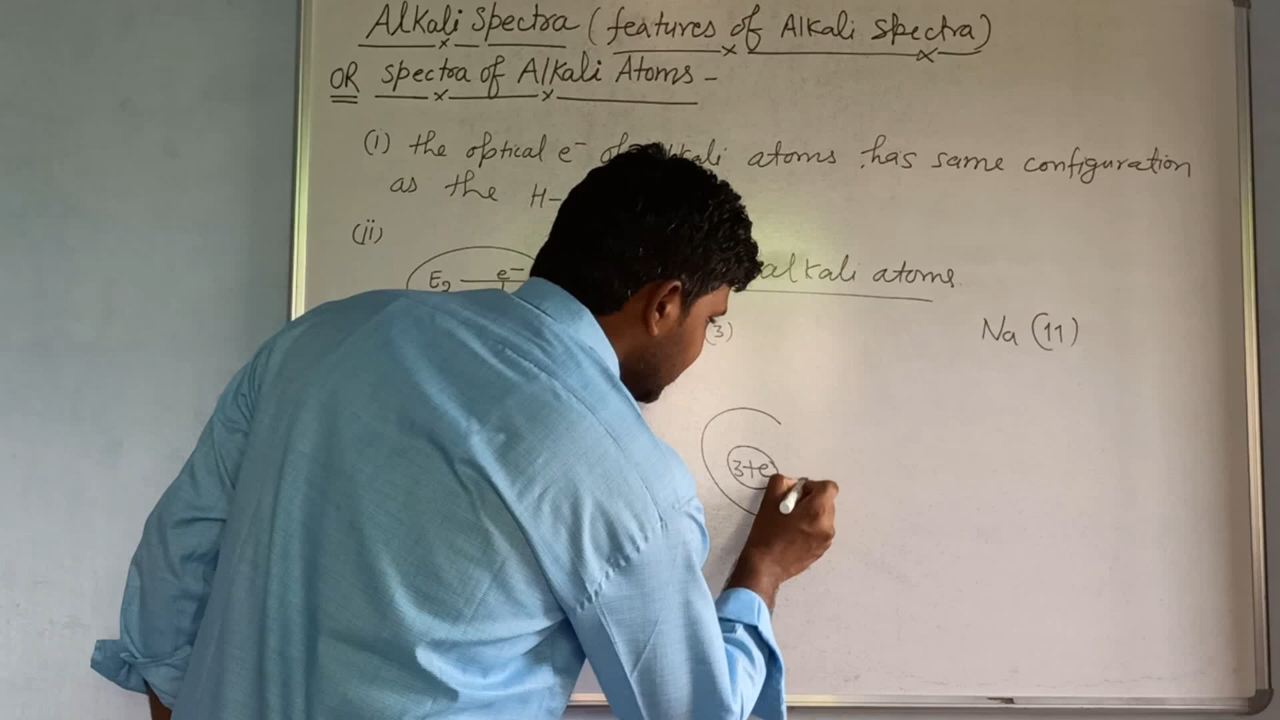 Alkali Spectra (features of Alkali Spectra)
OR spectra of Alkali Atoms -
(i) the optical e⁻ of alkali atoms has same configuration
as the H-
(ii)
E₂ e⁻
alkali atoms
(3)
Na (11)
3+e